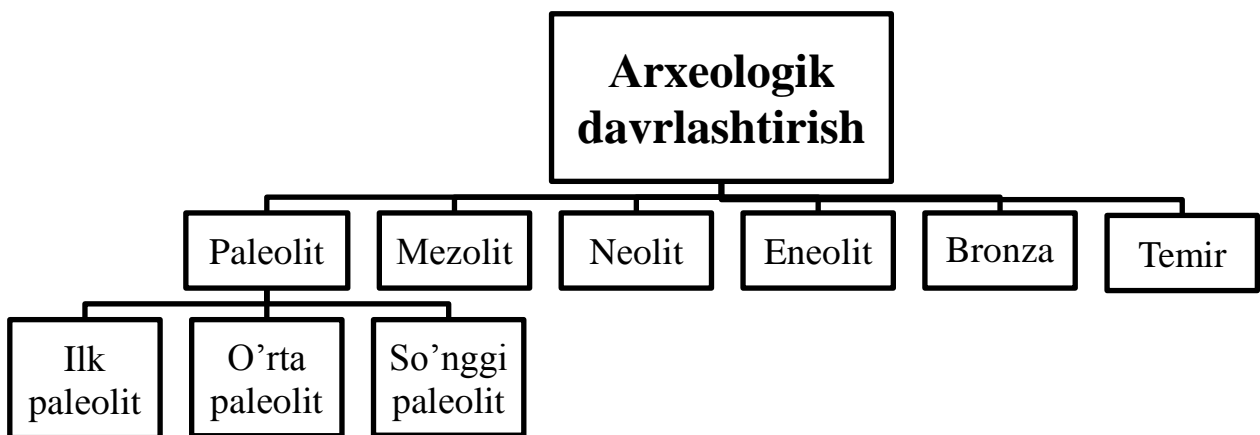 Arxeologik
davrlashtirish
Paleolit
Mezolit
Neolit
Eneolit
Bronza
Temir
Ilk
paleolit
O’rta
paleolit
So’nggi
paleolit